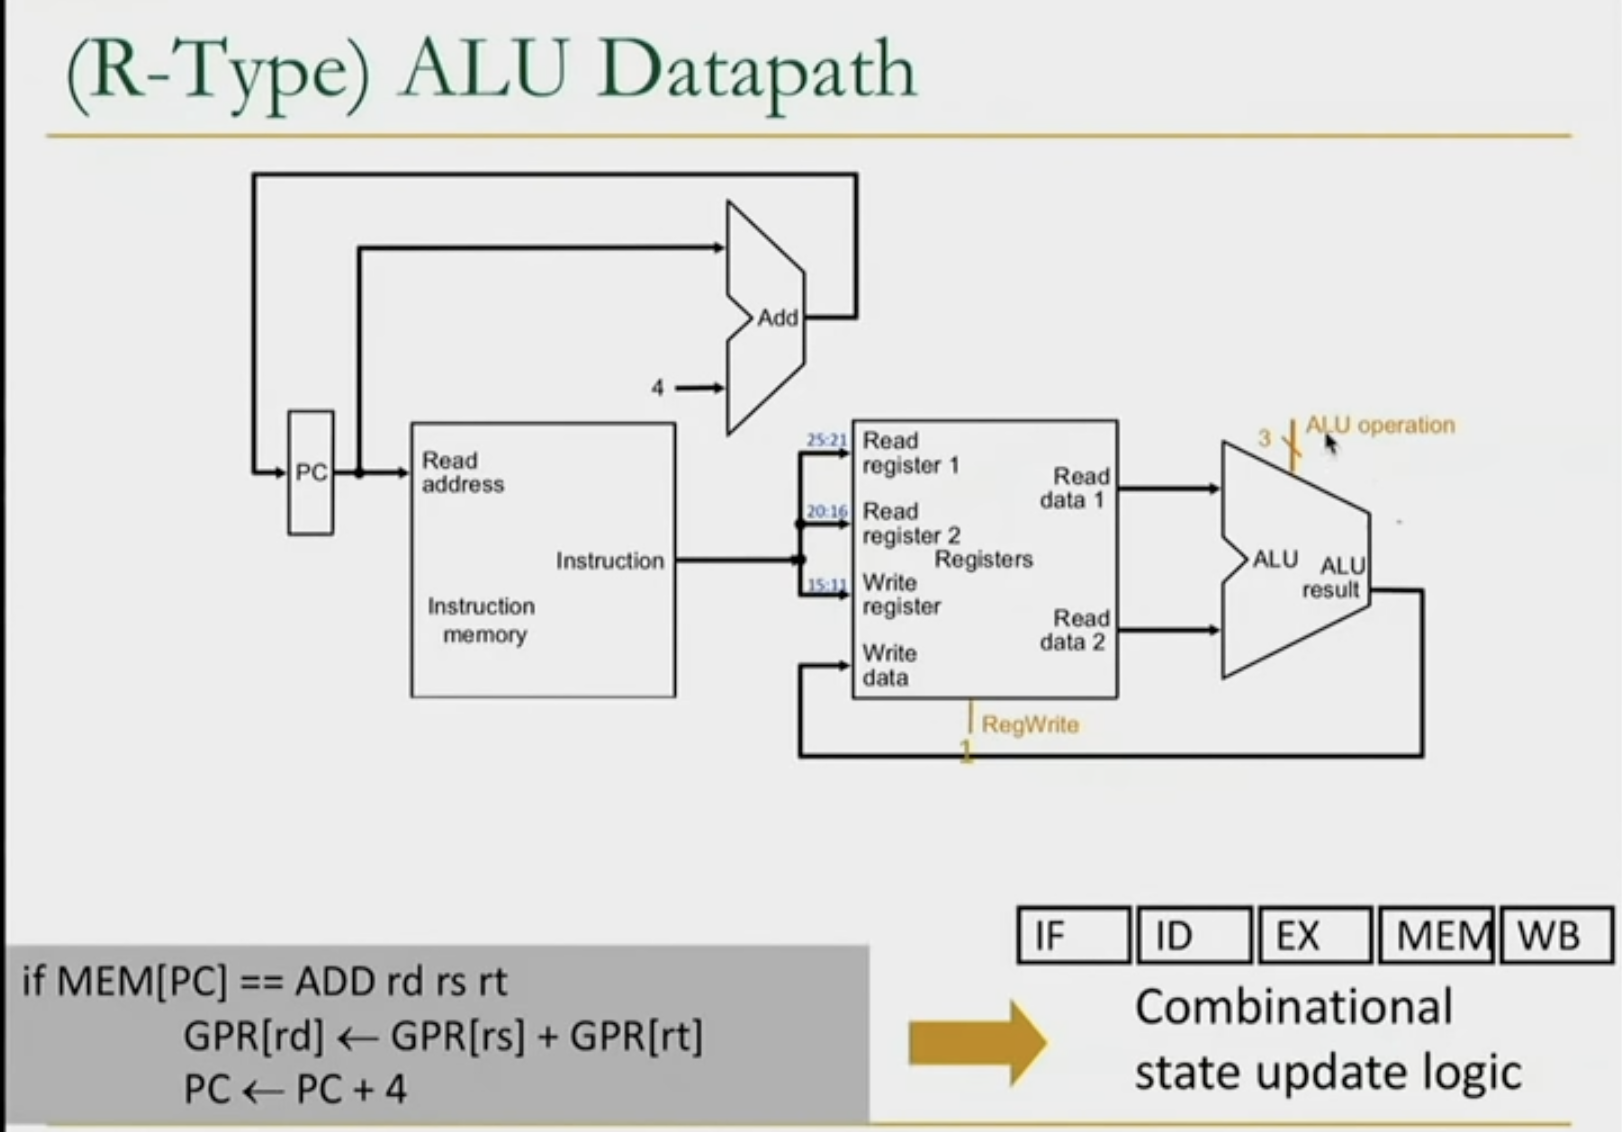 (R-Type) ALU Datapath
Add
4
PC
Read
address
Instruction
Instruction
memory
25:21
Read
register 1
20:16
Read
register 2
Registers
15:11
Write
register
Write
data
Read
data 1
Read
data 2
RegWrite
1
3
ALU operation
ALU
ALU
result
IF
ID
EX
MEM
WB
if MEM[PC] == ADD rd rs rt
GPR[rd] ← GPR[rs] + GPR[rt]
PC ← PC + 4
Combinational
state update logic